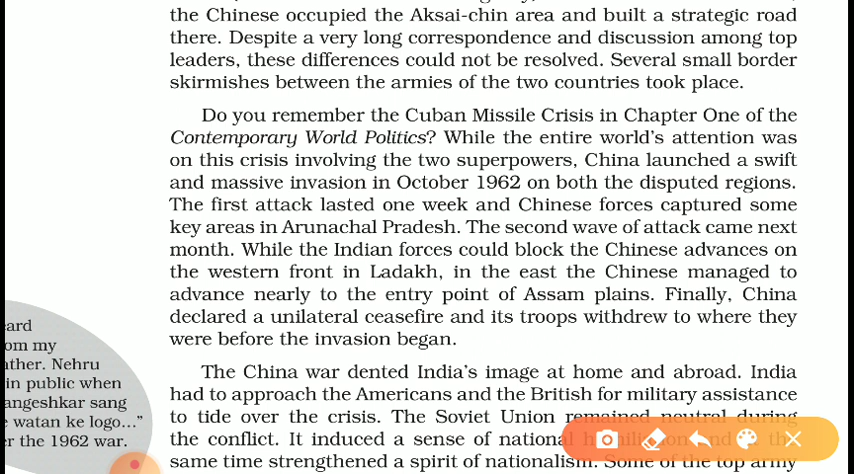 the Chinese occupied the Aksai-chin area and built a strategic road
there. Despite a very long correspondence and discussion among top
leaders, these differences could not be resolved. Several small border
skirmishes between the armies of the two countries took place.
Do you remember the Cuban Missile Crisis in Chapter One of the
Contemporary World Politics? While the entire world's attention was
on this crisis involving the two superpowers, China launched a swift
and massive invasion in October 1962 on both the disputed regions.
The first attack lasted one week and Chinese forces captured some
key areas in Arunachal Pradesh. The second wave of attack came next
month. While the Indian forces could block the Chinese advances on
the western front in Ladakh, in the east the Chinese managed to
advance nearly to the entry point of Assam plains. Finally, China
declared a unilateral ceasefire and its troops withdrew to where they
were before the invasion began.
The China war dented India's image at home and abroad. India
had to approach the Americans and the British for military assistance
to tide over the crisis. The Soviet Union remained neutral during
the conflict. It induced a sense of national
same time strengthened a spirit of nationalism. Some of the top army
eard
om my
ather. Nehru
in public when
angeshkar sang
e watan ke logo..."
er the 1962 war.